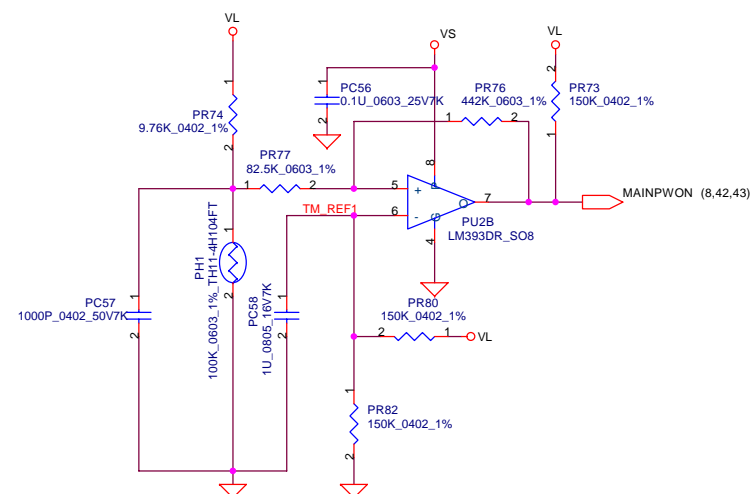 VL
VS
VL
1
PR74
9.76K_0402_1%
2
1
PC56
0.1U_0603_25V7K
2
PR76
442K_0603_1%
1
2
2
PR73
150K_0402_1%
1
PR77
82.5K_0603_1%
1
2
8
P
5
+
6
-
O
7
G
4
PU2B
LM393DR_SO8
MAINPWON (8,42,43)
TM_REF1
1
PH1
100K_0603_1%_TH11-4H104FT
2
1
PC57
1000P_0402_50V7K
2
1
PC58
1U_0805_16V7K
2
PR80
150K_0402_1%
2
1
VL
1
PR82
150K_0402_1%
2